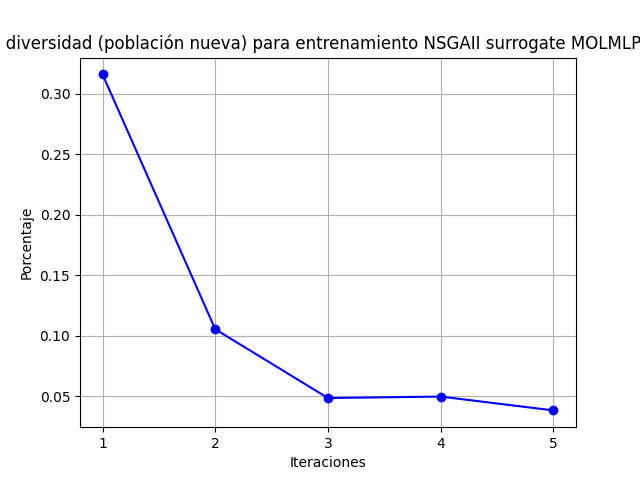 diversidad (población nueva) para entrenamiento NSGAII surrogate MOLMLP
0.30
0.25
0.20
0.15
0.10
0.05
Porcentaje
1 2 3 4 5
Iteraciones